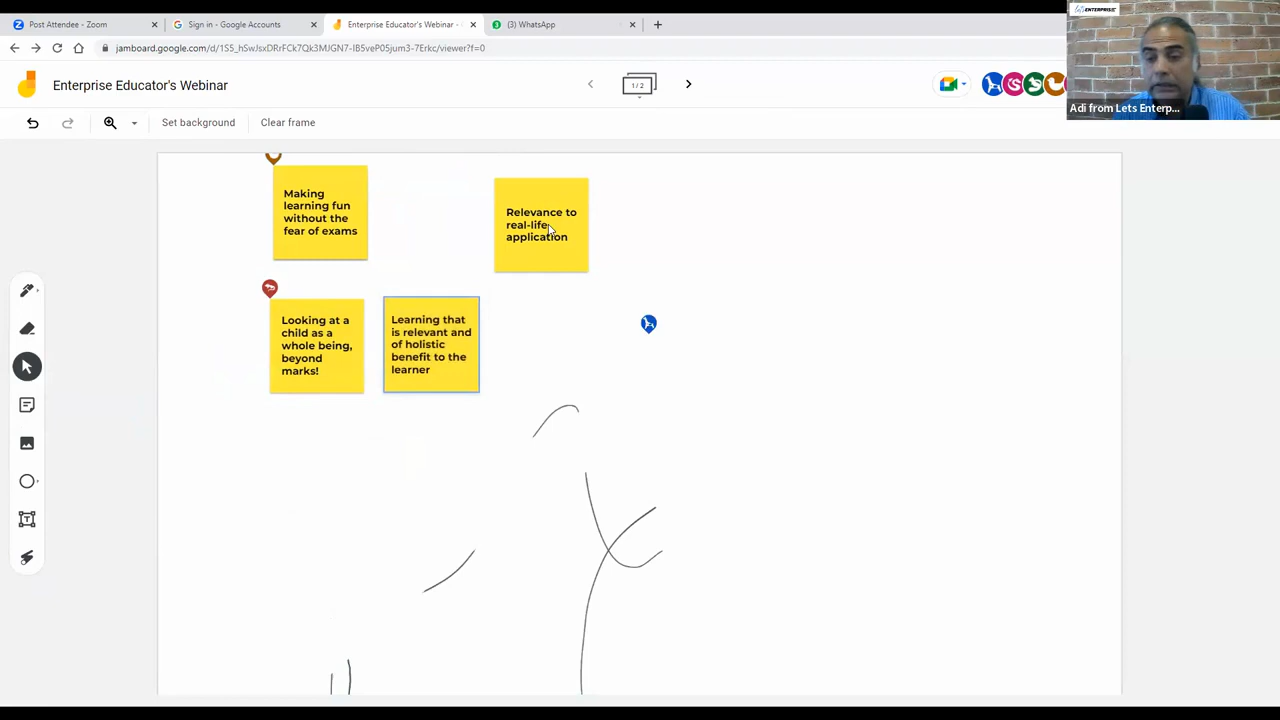 Post Attendee - Zoom
Sign in - Google Accounts
Enterprise Educator's Webinar -
(3) WhatsApp
ENTERPRISE
jamboard.google.com/d/1S5_hSwJsxDRrFCk7Qk3MJGN7-IB5veP05jum3-7Erkc/viewer?f=0
Enterprise Educator's Webinar
1/2
Adi from Lets Enterp...
Set background
Clear frame
Making
learning fun
without the
fear of exams
Relevance to
real-life
application
Looking at a
child as a
whole being,
beyond
marks!
Learning that
is relevant and
of holistic
benefit to the
learner